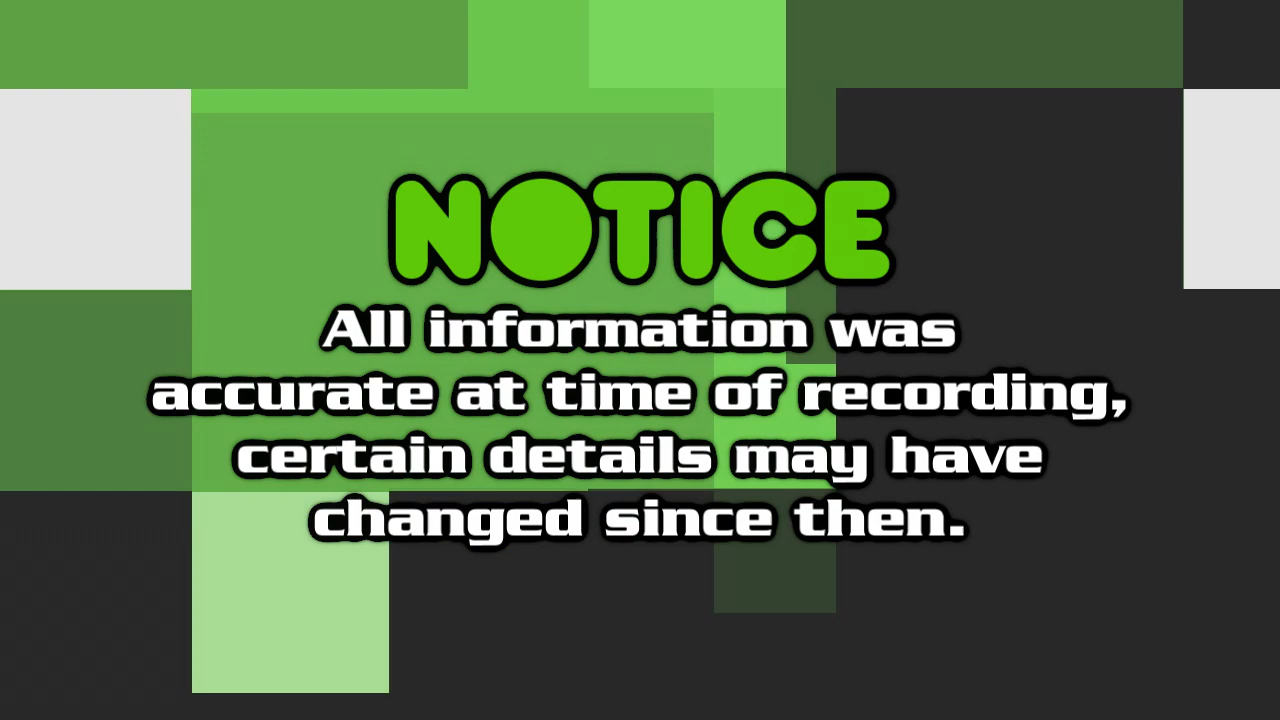 NOTICE
All information was
accurate at time of recording,
certain details may have
changed since then.